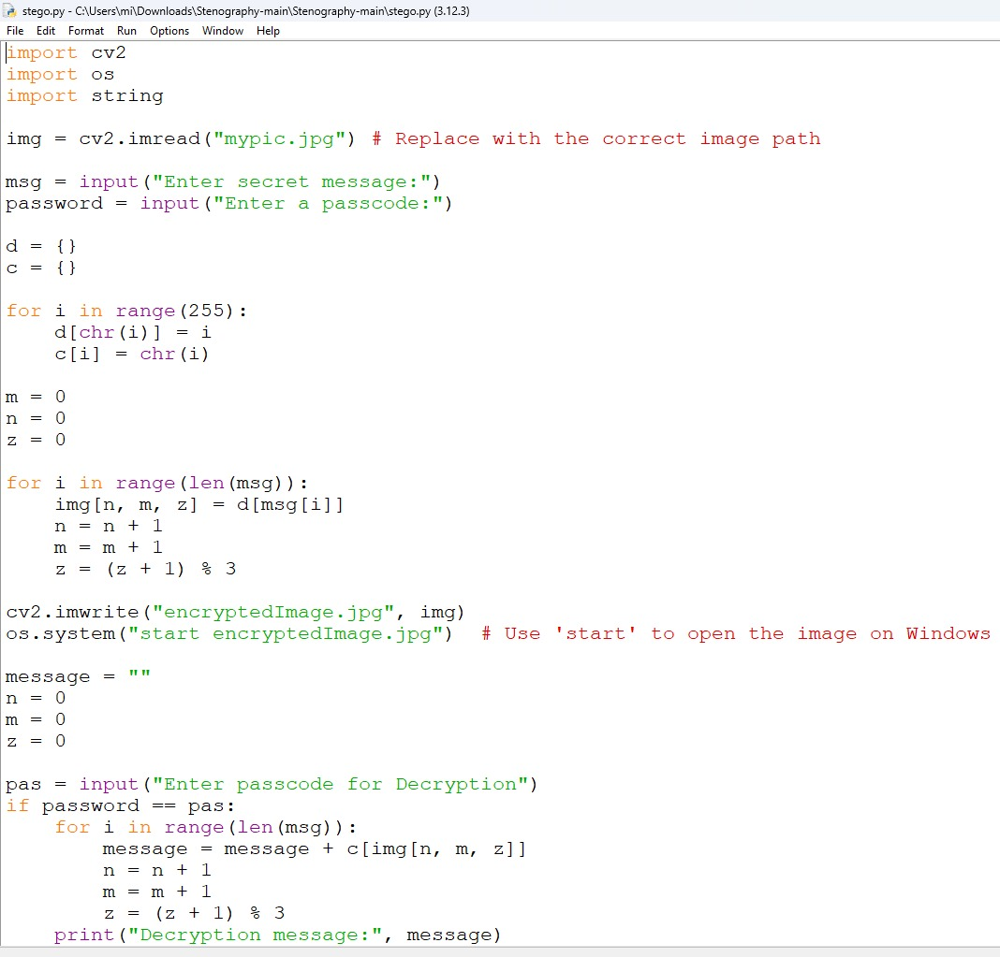 stego.py - C:\Users\mi\Downloads\Stenography-main\Stenography-main\stego.py (3.12.3)
File Edit Format Run Options Window Help
import cv2
import os
import string

img = cv2.imread("mypic.jpg") # Replace with the correct image path

msg = input("Enter secret message:")
password = input("Enter a passcode:")

d = {}
c = {}

for i in range(255):
    d[chr(i)] = i
    c[i] = chr(i)

m = 0
n = 0
z = 0

for i in range(len(msg)):
    img[n, m, z] = d[msg[i]]
    n = n + 1
    m = m + 1
    z = (z + 1) % 3

cv2.imwrite("encryptedImage.jpg", img)
os.system("start encryptedImage.jpg")  # Use 'start' to open the image on Windows

message = ""
n = 0
m = 0
z = 0

pas = input("Enter passcode for Decryption")
if password == pas:
    for i in range(len(msg)):
        message = message + c[img[n, m, z]]
        n = n + 1
        m = m + 1
        z = (z + 1) % 3
    print("Decryption message:", message)